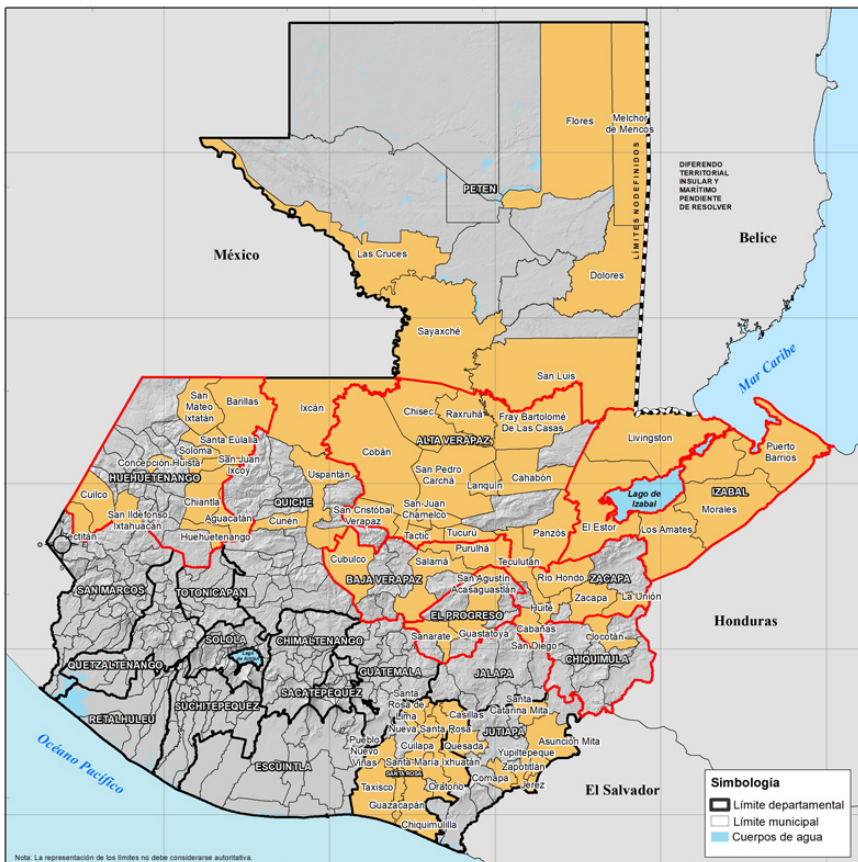 Flores
Melchor
de Mencos
LÍMITES NO DEFINIDOS
DIFERENDO
TERRITORIAL
INSULAR Y
MARÍTIMO
PENDIENTE
DE RESOLVER
PETEN
Belice
México
Las Cruces
Dolores
Sayaxché
Mar Caribe
San Luis
San
Mateo
Ixtatán
Barillas
Ixcán
Chisec
Raxruhá
Fray Bartolomé
De Las Casas
Santa Eulalia
Soloma
ALTA VERAPAZ
Livingston
Puerto
Barrios
Cobán
Concepción Huista
San Juan
Ixcoy
HUEHUETENANGO
Uspantán
San Pedro
Carchá
Cahabón
Lanquín
QUICHE
Cuilco
Chiantla
Lago de
Izabal
IZABAL
Morales
San Ildefonso
Ixtahuacan
Aguacatán
Cunén
San Cristóbal
Verapaz
San Juan
Chamelco
Tectitán
Huehuetenango
Tactic
Tucurú
Panzós
El Estor
Los Amates
Purulhá
Cubulco
Salamá
Teculután
BAJA VERAPAZ
San Agustín
Acasaguastlán
Río Hondo
ZACAPA
SAN MARCOS
TOTONICAPAN
Zacapa
La Unión
Huité
EL PROGRESO
Cabañas
SOLOLA
CHIMALTENANGO
Sanarate
Guastatoya
San Diego
Jocotán
Honduras
QUETZALTENANGO
GUATEMALA
JALAPA
CHIQUIMULA
SACATEPEQUEZ
RETALHULEU
SUCHITEPEQUEZ
Santa
Rosa de
Lima
Santa
Catarina Mita
Casillas
Nueva Santa Rosa
JUTIAPA
Pueblo
Nuevo
Viñas
Cuilapa
Quesada
Asunción Mita
Yupiltepeque
ESCUINTLA
Santa María Ixhuatán
Zapotitlán
SANTA ROSA
Comapa
Jerez
Taxisco
Oratorio
El Salvador
Guazacapán
Chiquimulilla
Océano Pacífico
Simbología
Límite departamental
Límite municipal
Cuerpos de agua
Nota: La representación de los límites no debe considerarse autoritativa.